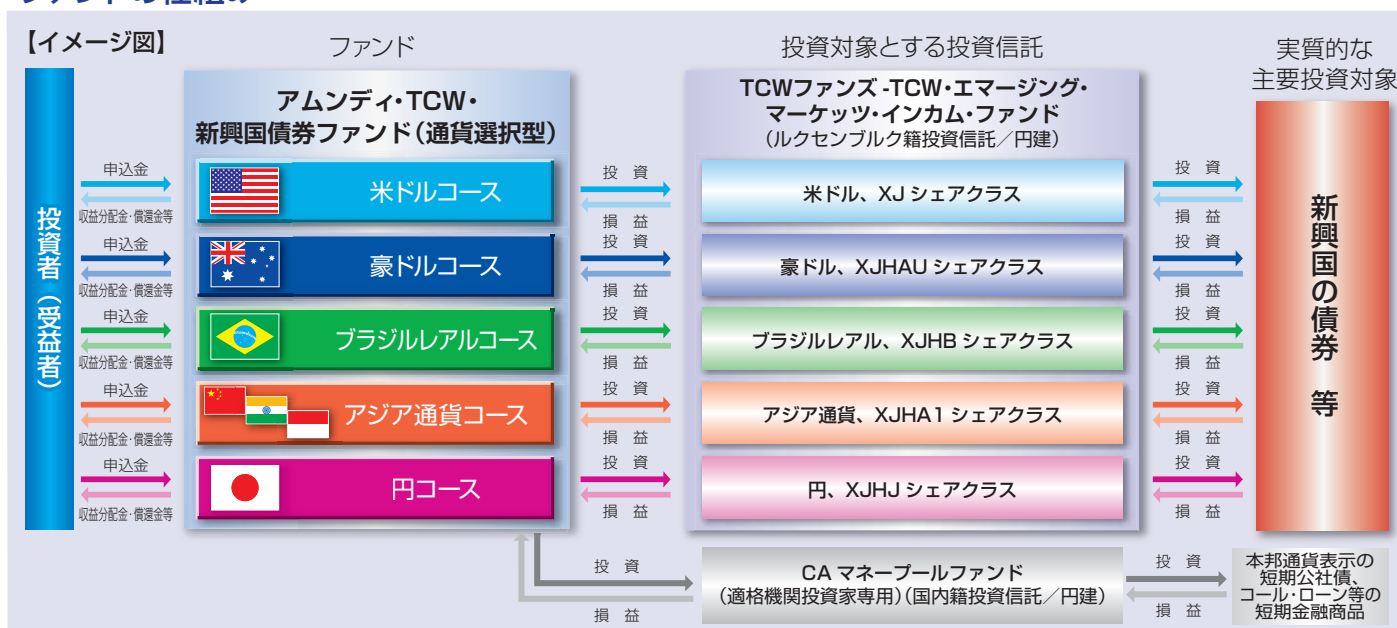 【イメージ図】
ファンド
投資対象とする投資信託
実質的な
主要投資対象
投資者（受益者）
アムンディ・TCW・
新興国債券ファンド（通貨選択型）
TCWファンズ -TCW・エマージング・
マーケッツ・インカム・ファンド
（ルクセンブルク籍投資信託／円建）
申込金
収益分配金・償還金等
米ドルコース
投 資
損 益
米ドル、XJ シェアクラス
投 資
損 益
申込金
収益分配金・償還金等
豪ドルコース
投 資
損 益
豪ドル、XJHAU シェアクラス
投 資
損 益
申込金
収益分配金・償還金等
ブラジルレアルコース
投 資
損 益
ブラジルレアル、XJHB シェアクラス
投 資
損 益
申込金
収益分配金・償還金等
アジア通貨コース
投 資
損 益
アジア通貨、XJHA1 シェアクラス
投 資
損 益
申込金
収益分配金・償還金等
円コース
投 資
損 益
円、XJHJ シェアクラス
投 資
損 益
新興国の債券 等
投 資
損 益
CA マネープールファンド
（適格機関投資家専用）（国内籍投資信託／円建）
投 資
損 益
本邦通貨表示の
短期公社債、
コール・ローン等の
短期金融商品